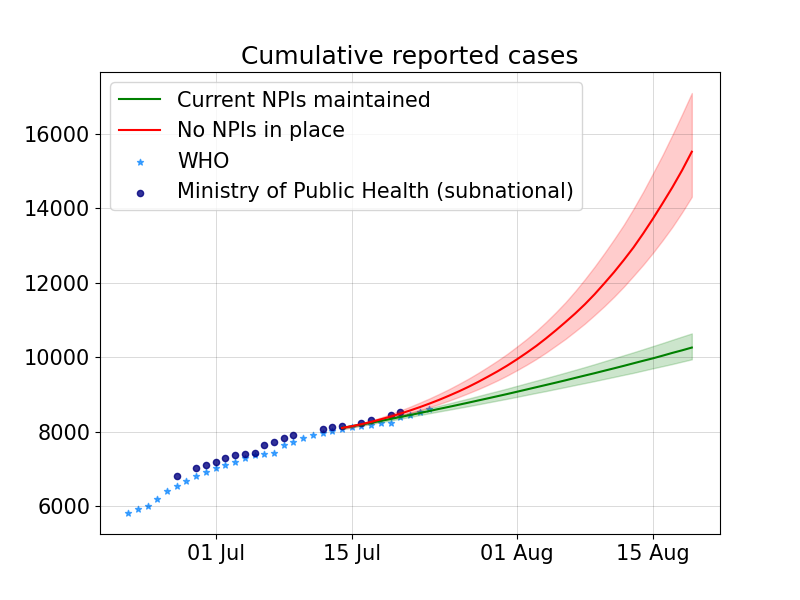 Cumulative reported cases
Current NPIs maintained
No NPIs in place
WHO
Ministry of Public Health (subnational)
16000
14000
12000
10000
8000
6000
01 Jul
15 Jul
01 Aug
15 Aug